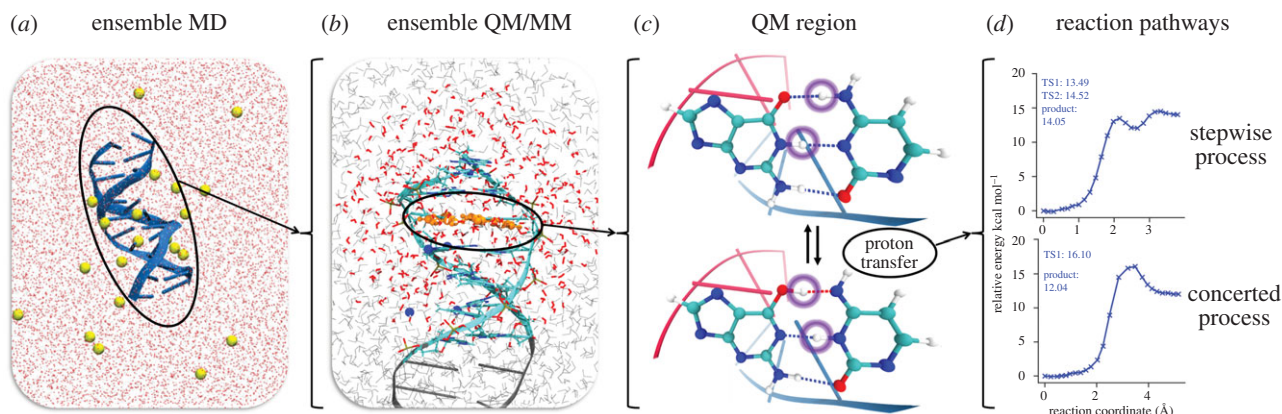 (a) ensemble MD
(b) ensemble QM/MM
(c) QM region
(d) reaction pathways
proton
transfer
relative energy kcal mol−1
20
15
10
5
0
TS1: 13.49
TS2: 14.52
product:
14.05
0 1 2 3
stepwise
process
20
15
10
5
0
TS1: 16.10
product:
12.04
0 2 4
reaction coordinate (Å)
concerted
process